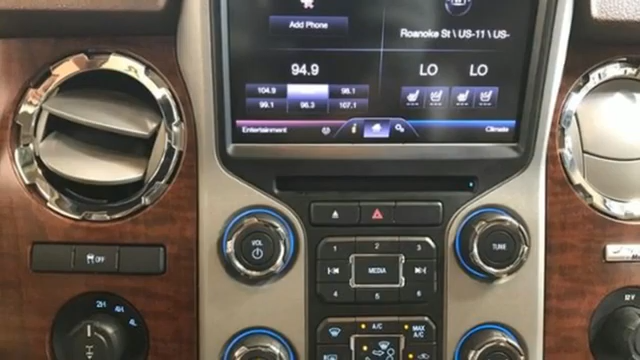 Add Phone
Roanoke St \ US-11 \ US-
94.9
LO LO
104.9 98.1
99.1 96.3 107.1
Entertainment
Climate
VOL
TUNE
1 2 3
MEDIA
4 5 6
OFF
2H 4H 4L
A/C
MAX A/C